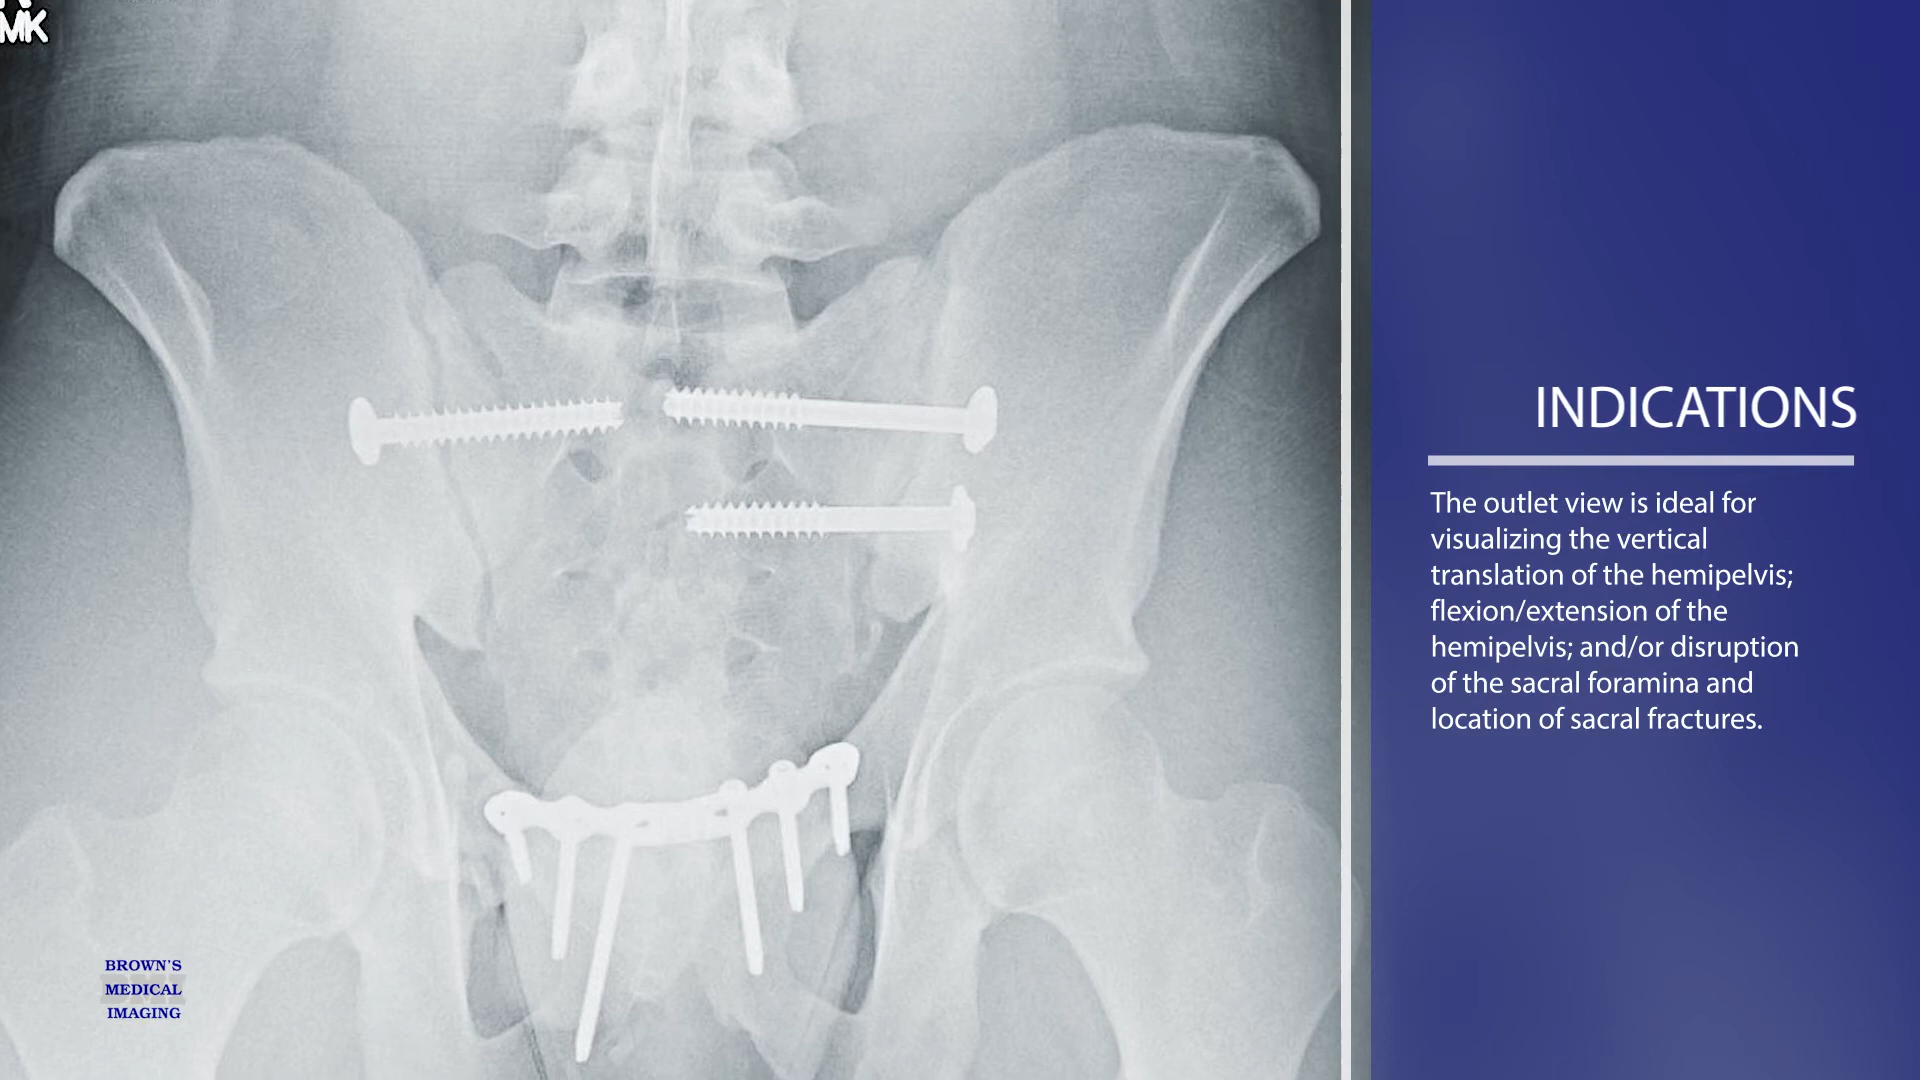 MK
INDICATIONS
The outlet view is ideal for
visualizing the vertical
translation of the hemipelvis;
flexion/extension of the
hemipelvis; and/or disruption
of the sacral foramina and
location of sacral fractures.
BROWN'S
MEDICAL
IMAGING